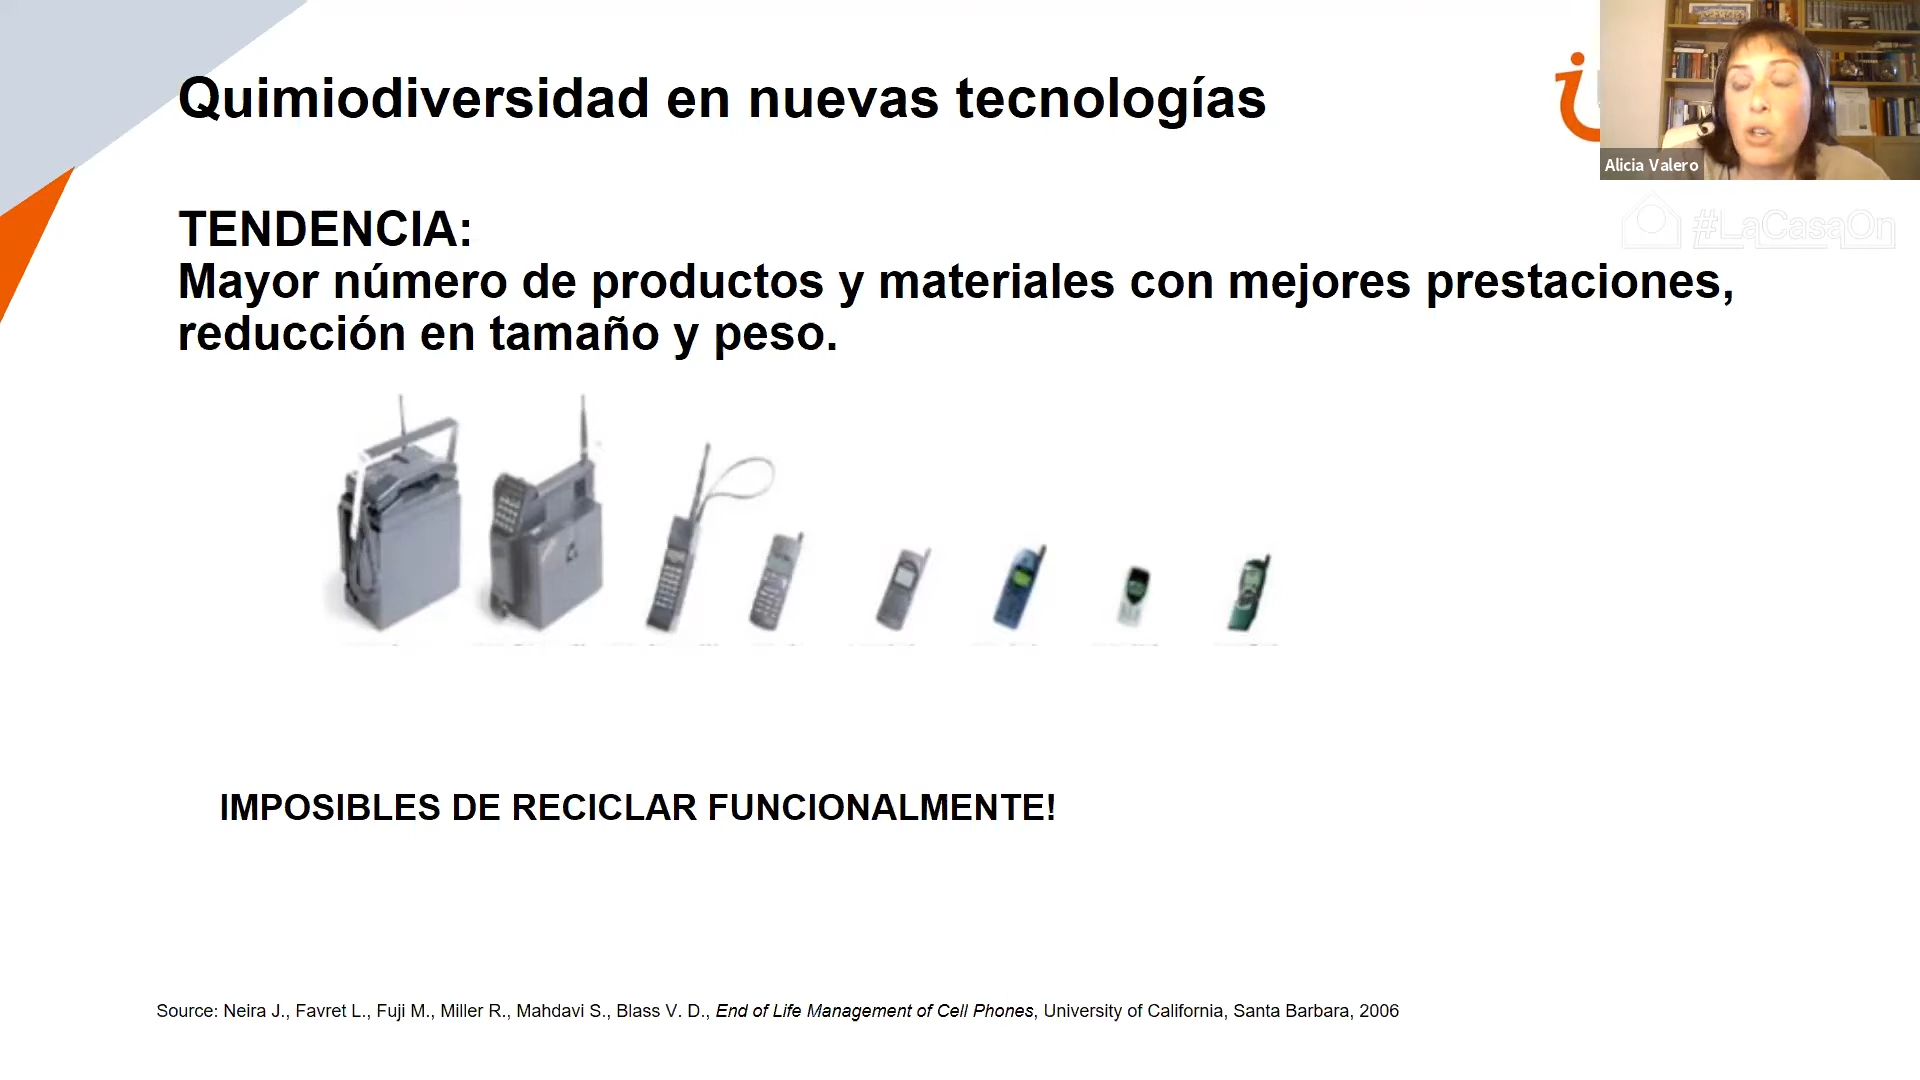 Quimiodiversidad en nuevas tecnologías
Alicia Valero
#LaCasaOn
TENDENCIA:
Mayor número de productos y materiales con mejores prestaciones,
reducción en tamaño y peso.
IMPOSIBLES DE RECICLAR FUNCIONALMENTE!
Source: Neira J., Favret L., Fuji M., Miller R., Mahdavi S., Blass V. D., End of Life Management of Cell Phones, University of California, Santa Barbara, 2006